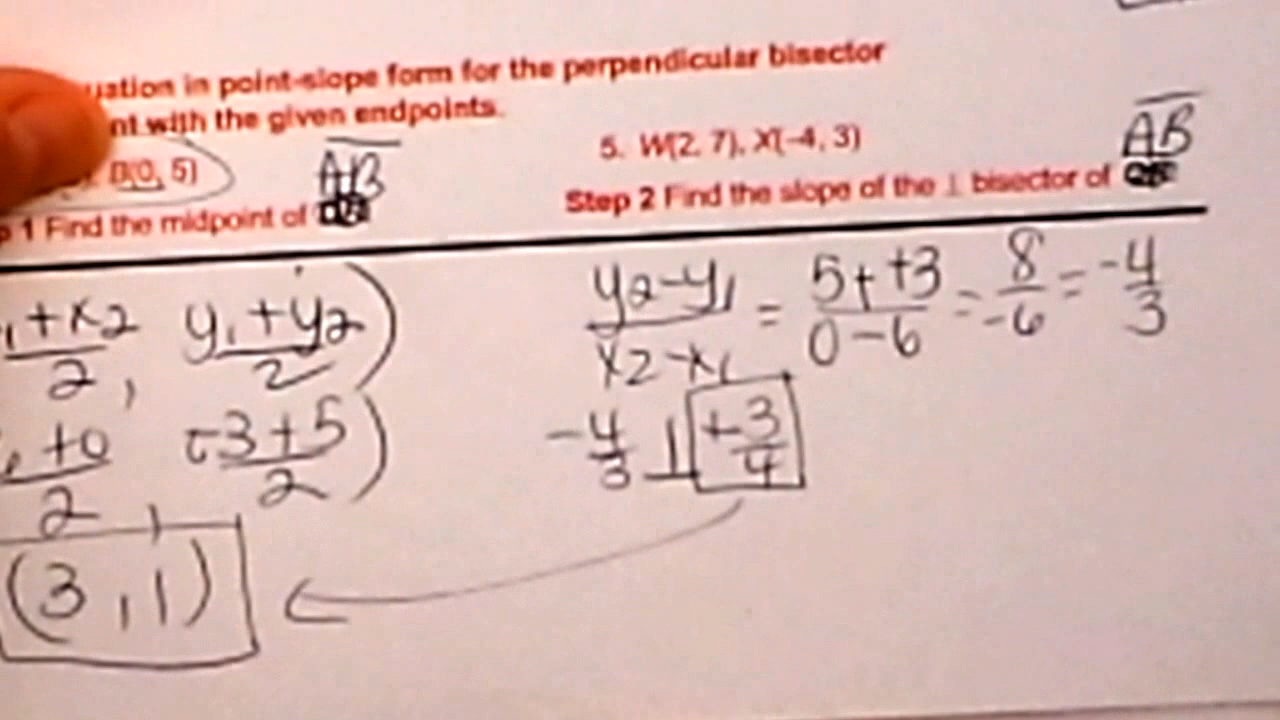 uation in point-slope form for the perpendicular bisector
nt with the given endpoints.
B(0, 5)
5. W(2, 7), X(-4, 3)
AB
AB
1 Find the midpoint of
Step 2 Find the slope of the ⊥ bisector of
1+x2/2, y1+y2/2)
y2-y1/x2-x1 = 5++3/0-6 = 8/-6 = -4/3
+0/2, -3+5/2)
-4/3 ⊥ +3/4
(3, 1)